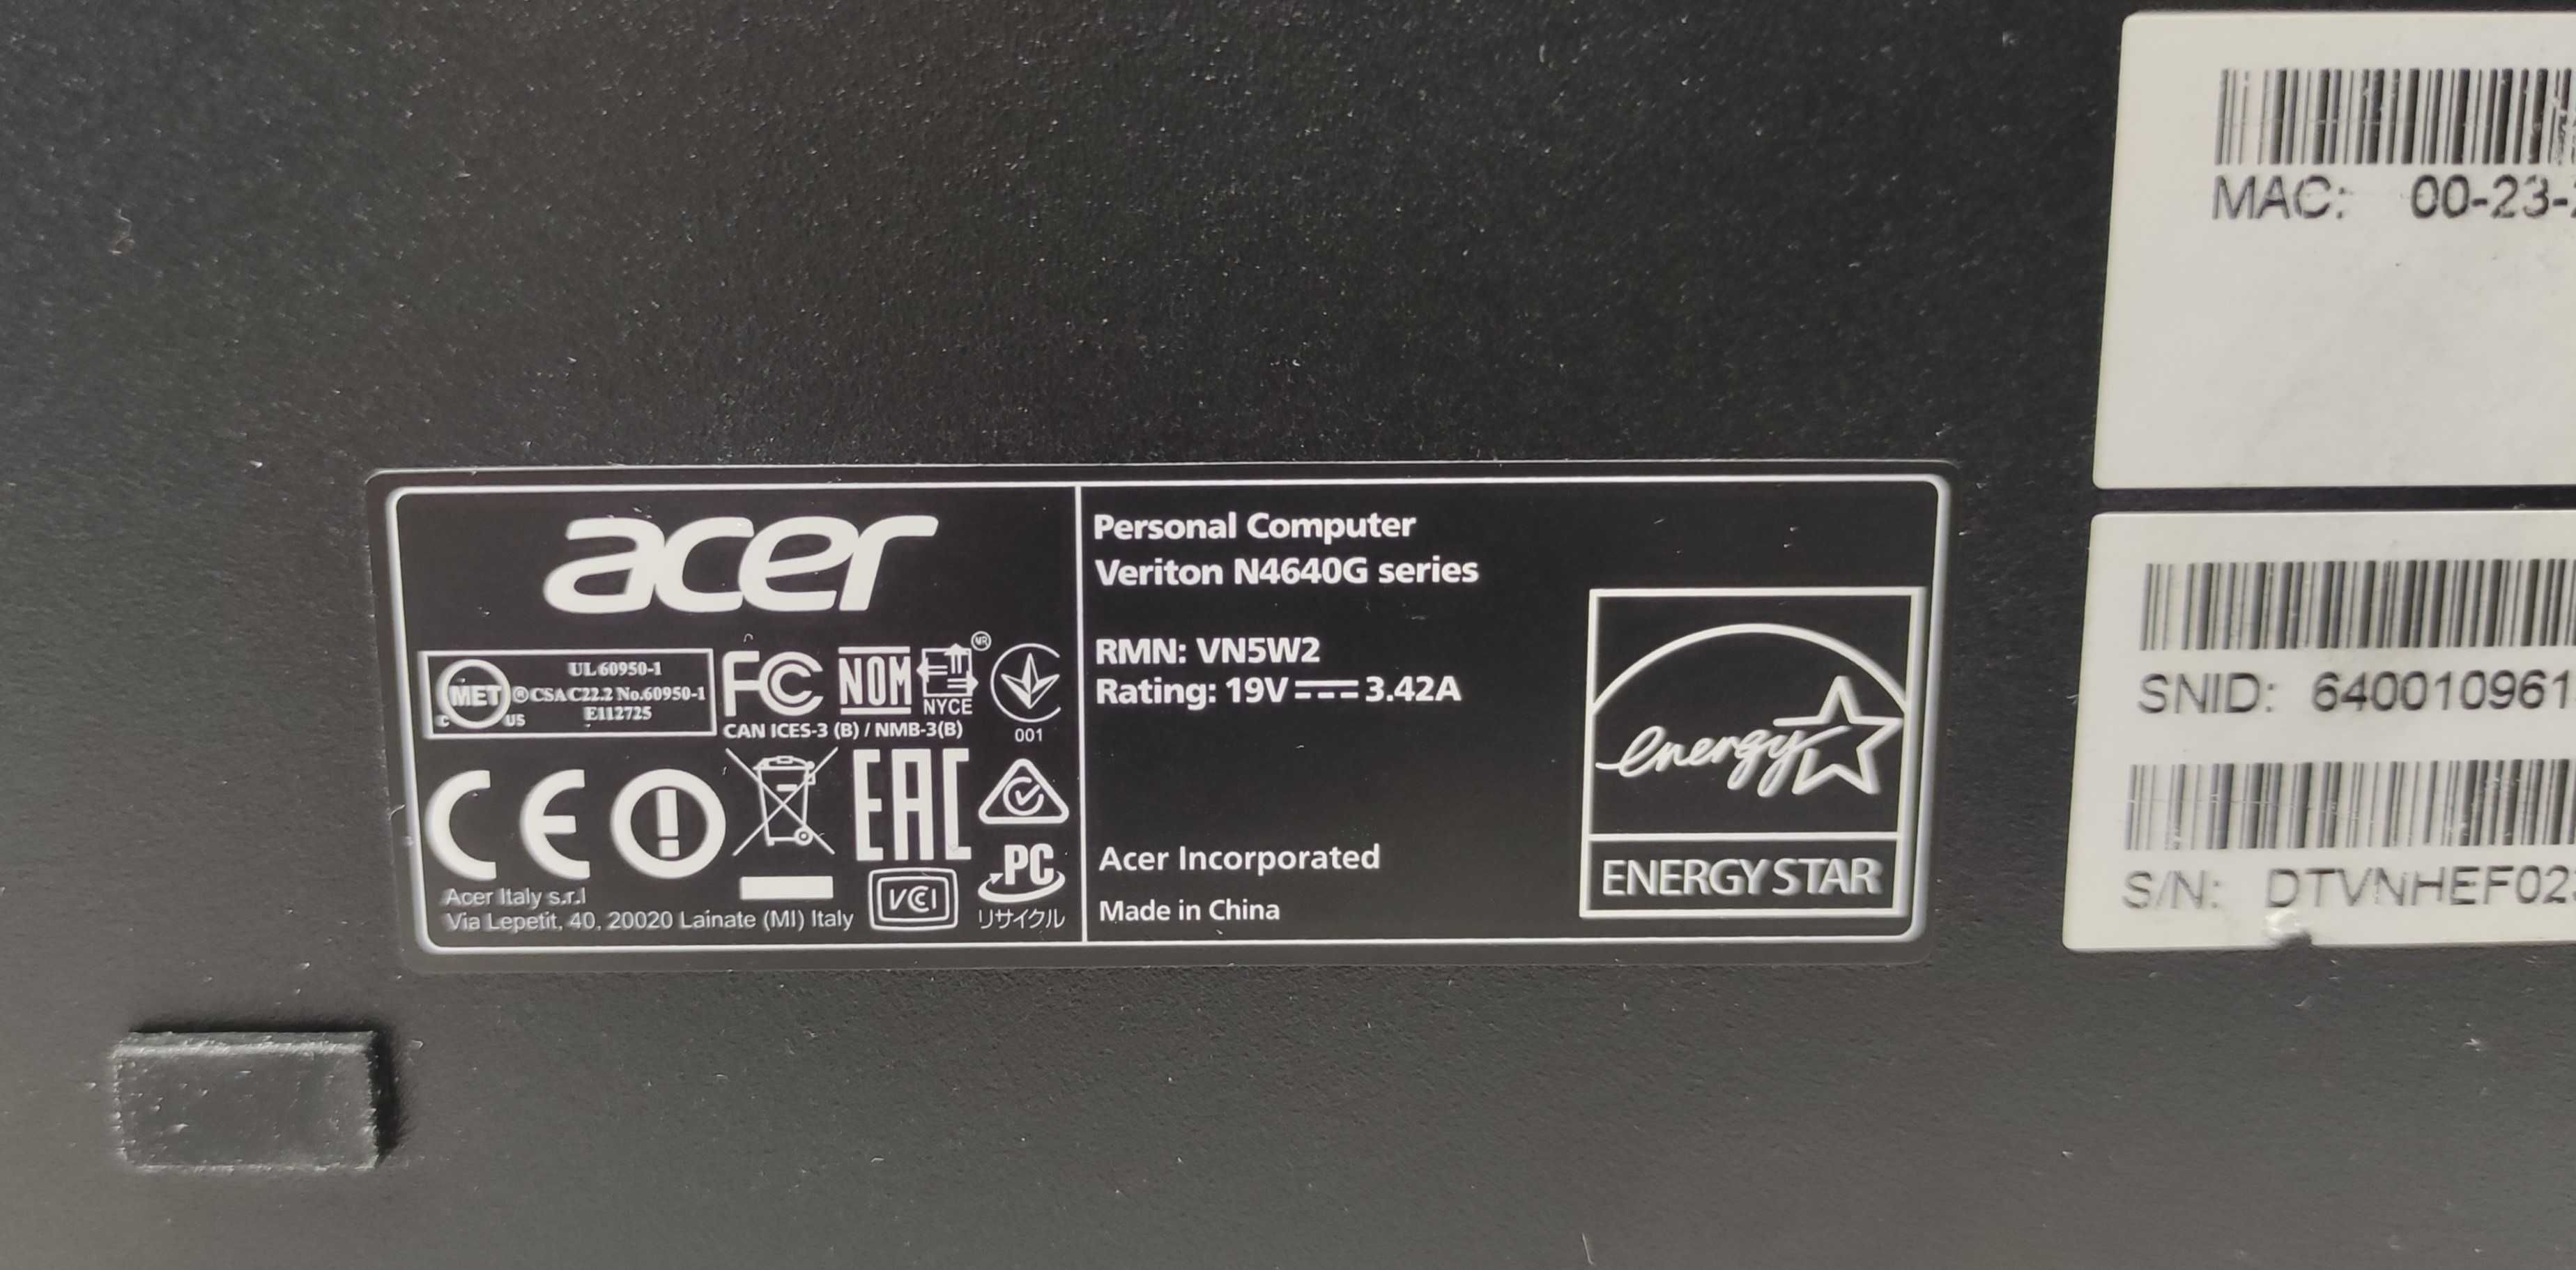 acer
Personal Computer
Veriton N4640G series
RMN: VN5W2
Rating: 19V 3.42A
Acer Incorporated
Made in China
MET ® C US
UL 60950-1
CSA C22.2 No.60950-1
E112725
FC
NOM
NYCE
MR
CAN ICES-3 (B) / NMB-3(B)
001
CE
EAC
VCCI
PC
リサイクル
Acer Italy s.r.l
Via Lepetit, 40, 20020 Lainate (MI) Italy
energy
ENERGY STAR
MAC: 00-23-
SNID: 640010961
S/N: DTVNHEF02